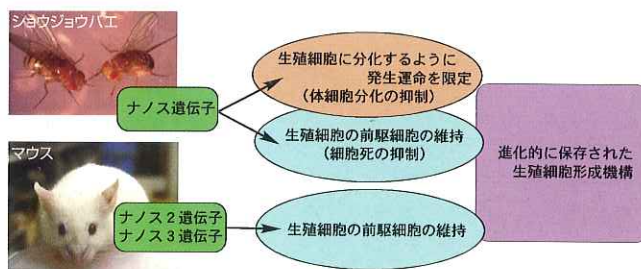 ショウジョウバエ
ナノス遺伝子
生殖細胞に分化するように
発生運命を限定
(体細胞分化の抑制)
生殖細胞の前駆細胞の維持
(細胞死の抑制)
進化的に保存された
生殖細胞形成機構
マウス
ナノス2遺伝子
ナノス3遺伝子
生殖細胞の前駆細胞の維持